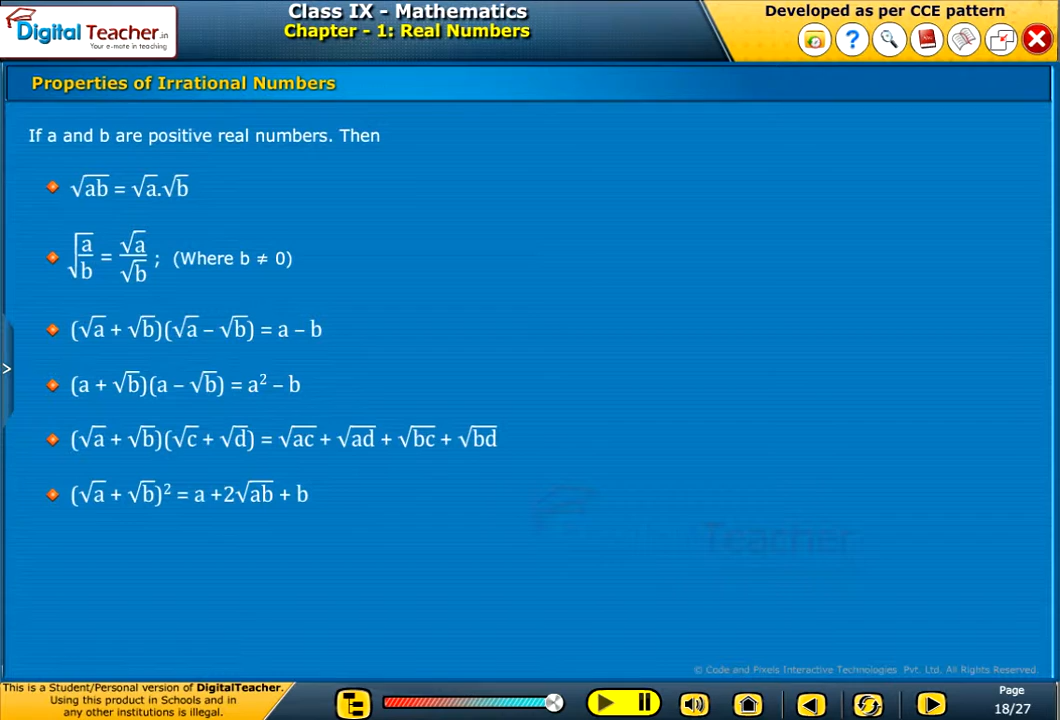 Digital Teacher.in
Your e-mate in teaching
Class IX - Mathematics
Chapter - 1: Real Numbers
Developed as per CCE pattern
Properties of Irrational Numbers
If a and b are positive real numbers. Then
√ab = √a.√b
√(a/b) = √a/√b ; (Where b ≠ 0)
(√a + √b)(√a – √b) = a – b
(a + √b)(a – √b) = a² – b
(√a + √b)(√c + √d) = √ac + √ad + √bc + √bd
(√a + √b)² = a +2√ab + b
Teacher
© Code and Pixels Interactive Technologies Pvt. Ltd. All Rights Reserved.
This is a Student/Personal version of DigitalTeacher.
Using this product in Schools and in
any other institutions is illegal.
Page
18/27